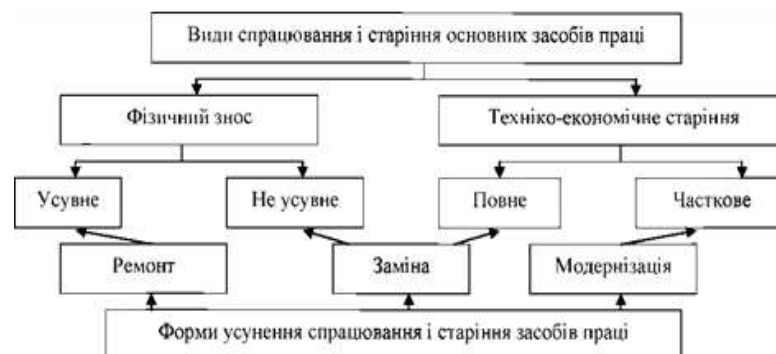 Види спрацювання і старіння основних засобів праці
Фізичний знос
Техніко-економічне старіння
Усувне
Не усувне
Повне
Часткове
Ремонт
Заміна
Модернізація
Форми усунення спрацювання і старіння засобів праці